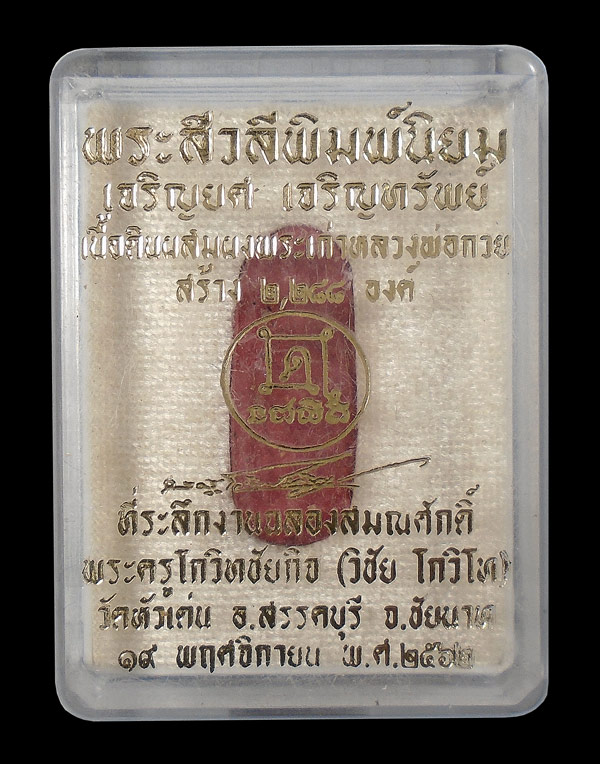 พระสีวลีพิมพ์นิยม
เจริญยศ เจริญทรัพย์
เนื้อดินผสมผงพระเก่าหลวงพ่อกวย
สร้าง ๒,๒๘๘ องค์
ที่ระลึกงานฉลองสมณศักดิ์
พระครูโกวิทชัยกิจ (วิชัย โกวิโท)
วัดหัวเด่น อ.สรรคบุรี จ.ชัยนาท
๑๙ พฤศจิกายน พ.ศ.๒๕๖๒